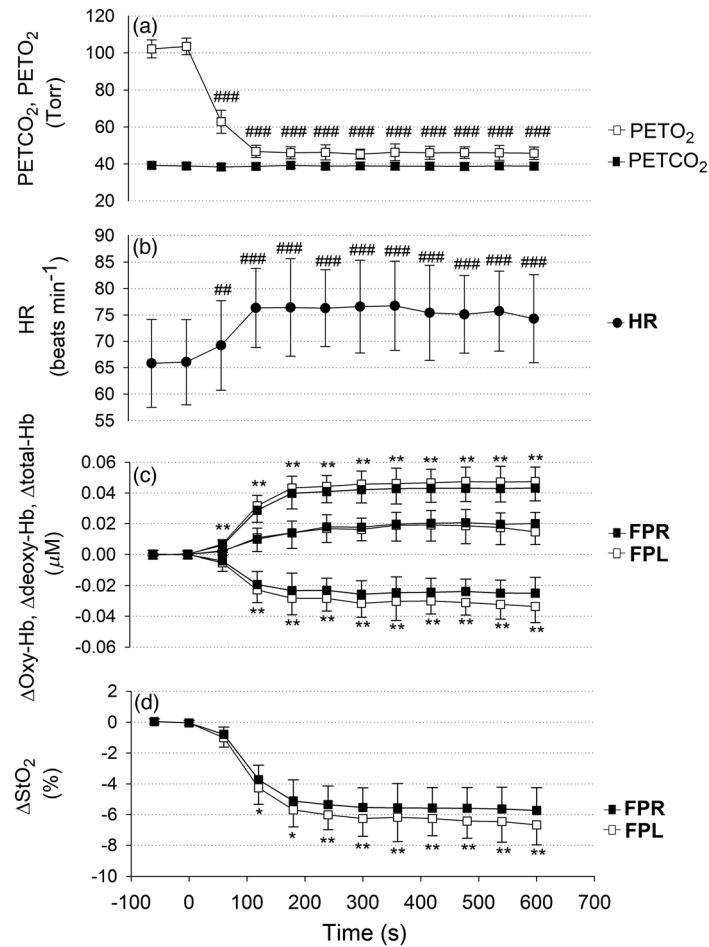 (a)
120
100
80
60
40
20
PETCO2, PETO2
(Torr)
###
### ### ### ### ### ### ### ### ###
PETO2
PETCO2
(b)
90
85
80
75
70
65
60
55
HR
(beats min-1)
## ### ### ### ### ### ### ### ### ###
HR
(c)
0.06
0.04
0.02
0.00
-0.02
-0.04
-0.06
ΔOxy-Hb, Δdeoxy-Hb, Δtotal-Hb
(μM)
** ** ** ** ** ** ** ** ** **
** ** ** ** ** ** ** ** **
FPR
FPL
(d)
2
0
-2
-4
-6
-8
-10
ΔStO2
(%)
* * ** ** ** ** ** ** **
FPR
FPL
-100 0 100 200 300 400 500 600 700
Time (s)